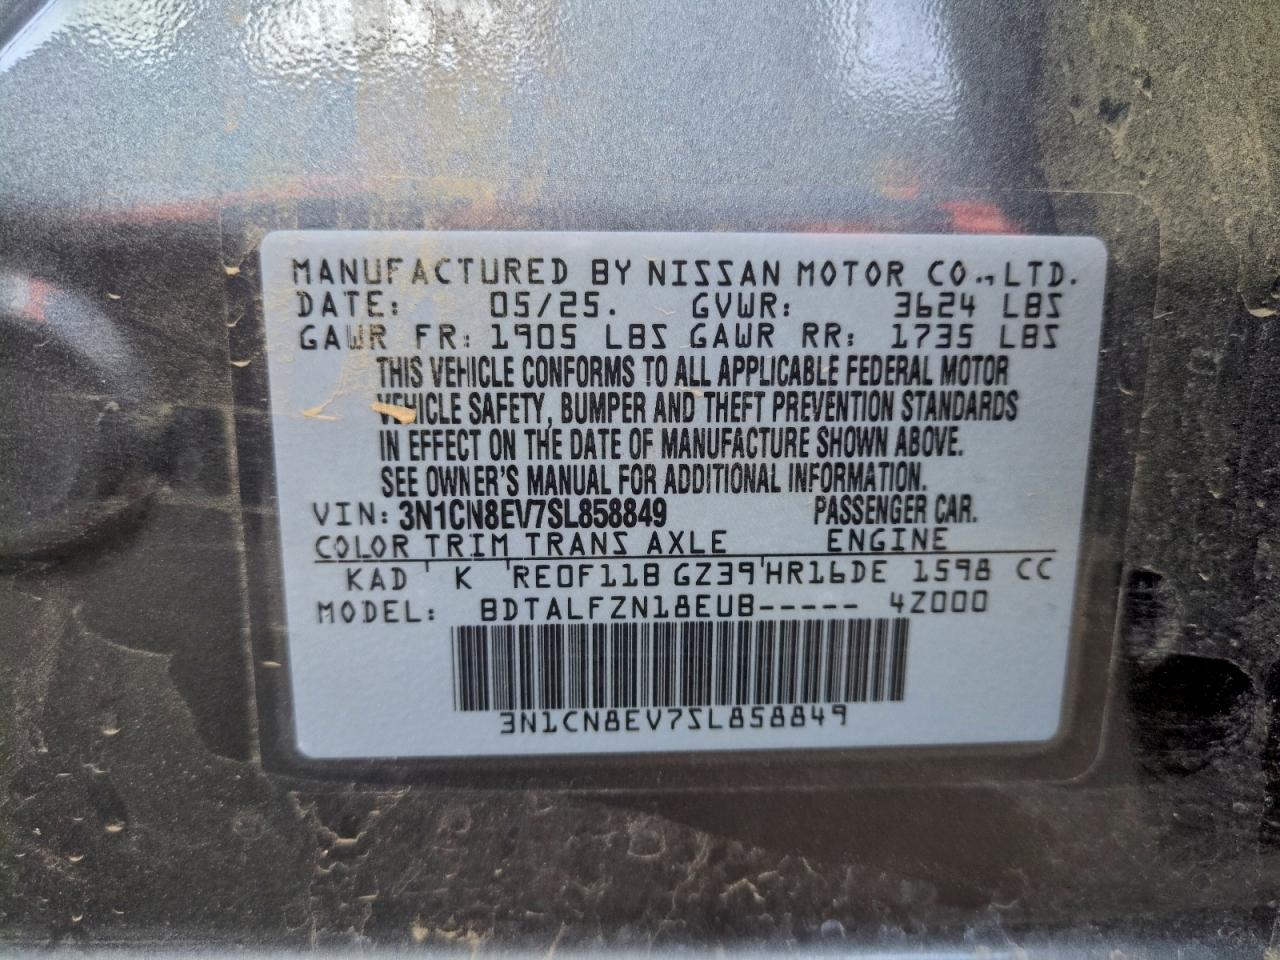 MANUFACTURED BY NISSAN MOTOR CO., LTD.
DATE: 05/25. GVWR: 3624 LBS
GAWR FR: 1905 LBS GAWR RR: 1735 LBS
THIS VEHICLE CONFORMS TO ALL APPLICABLE FEDERAL MOTOR
VEHICLE SAFETY, BUMPER AND THEFT PREVENTION STANDARDS
IN EFFECT ON THE DATE OF MANUFACTURE SHOWN ABOVE.
SEE OWNER'S MANUAL FOR ADDITIONAL INFORMATION.
VIN: 3N1CN8EV7SL858849 PASSENGER CAR.
COLOR TRIM TRANS AXLE ENGINE
KAD ' K 'RE0F11B GZ39'HR16DE 1598 CC
MODEL: BDTALFZN18EUB----- 4Z000
3N1CN8EV7SL858849